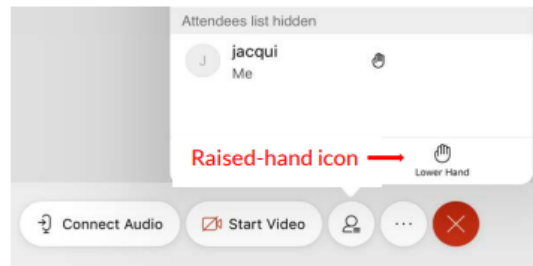 Attendees list hidden
J
jacqui
Me
Raised-hand icon
Lower Hand
Connect Audio
Start Video